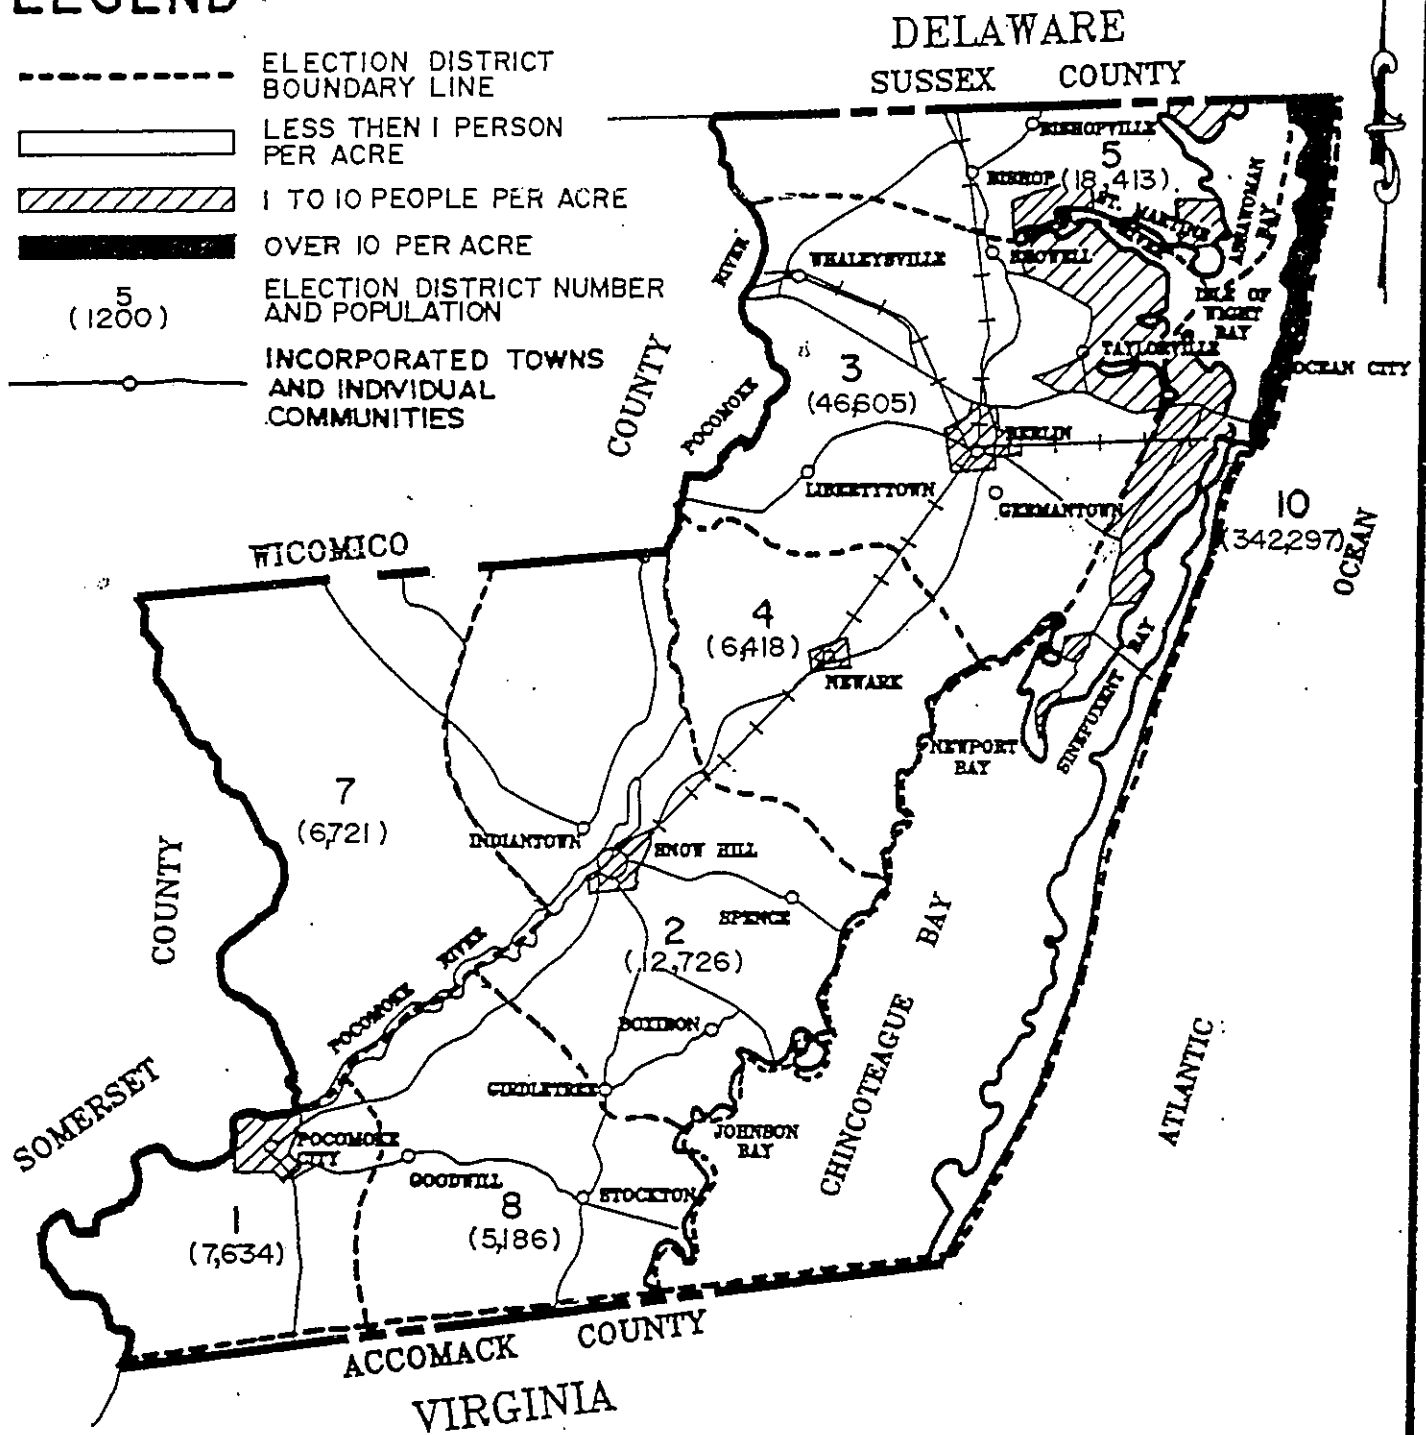 LEGEND
ELECTION DISTRICT
BOUNDARY LINE
LESS THEN 1 PERSON
PER ACRE
1 TO 10 PEOPLE PER ACRE
OVER 10 PER ACRE
5
(1200)
ELECTION DISTRICT NUMBER
AND POPULATION
INCORPORATED TOWNS
AND INDIVIDUAL
COMMUNITIES
DELAWARE
SUSSEX COUNTY
BISHOPVILLE
5
(18,413)
BISHOP
ST. MARTINS
RIVER
ASSAWOMAN
BAY
SHOWELL
WHALEYSVILLE
RIVER
ISLE OF
WIGHT
BAY
TAYLORVILLE
OCEAN CITY
3
(46,605)
COUNTY
POCOMOKE
BERLIN
LIBERTYTOWN
GERMANTOWN
10
(342,297)
OCEAN
WICOMICO
4
(6,418)
NEWARK
BAY
SINEPUXENT
NEWPORT
BAY
7
(6,721)
INDIANTOWN
SNOW HILL
COUNTY
SPENCE
2
(12,726)
BAY
RIVER
POCOMOKE
BOXIRON
CHINCOTEAGUE
ATLANTIC
GIRDLETREE
SOMERSET
JOHNSON
BAY
POCOMOKE
CITY
GOODWILL
STOCKTON
1
(7,634)
8
(5,186)
ACCOMACK COUNTY
VIRGINIA